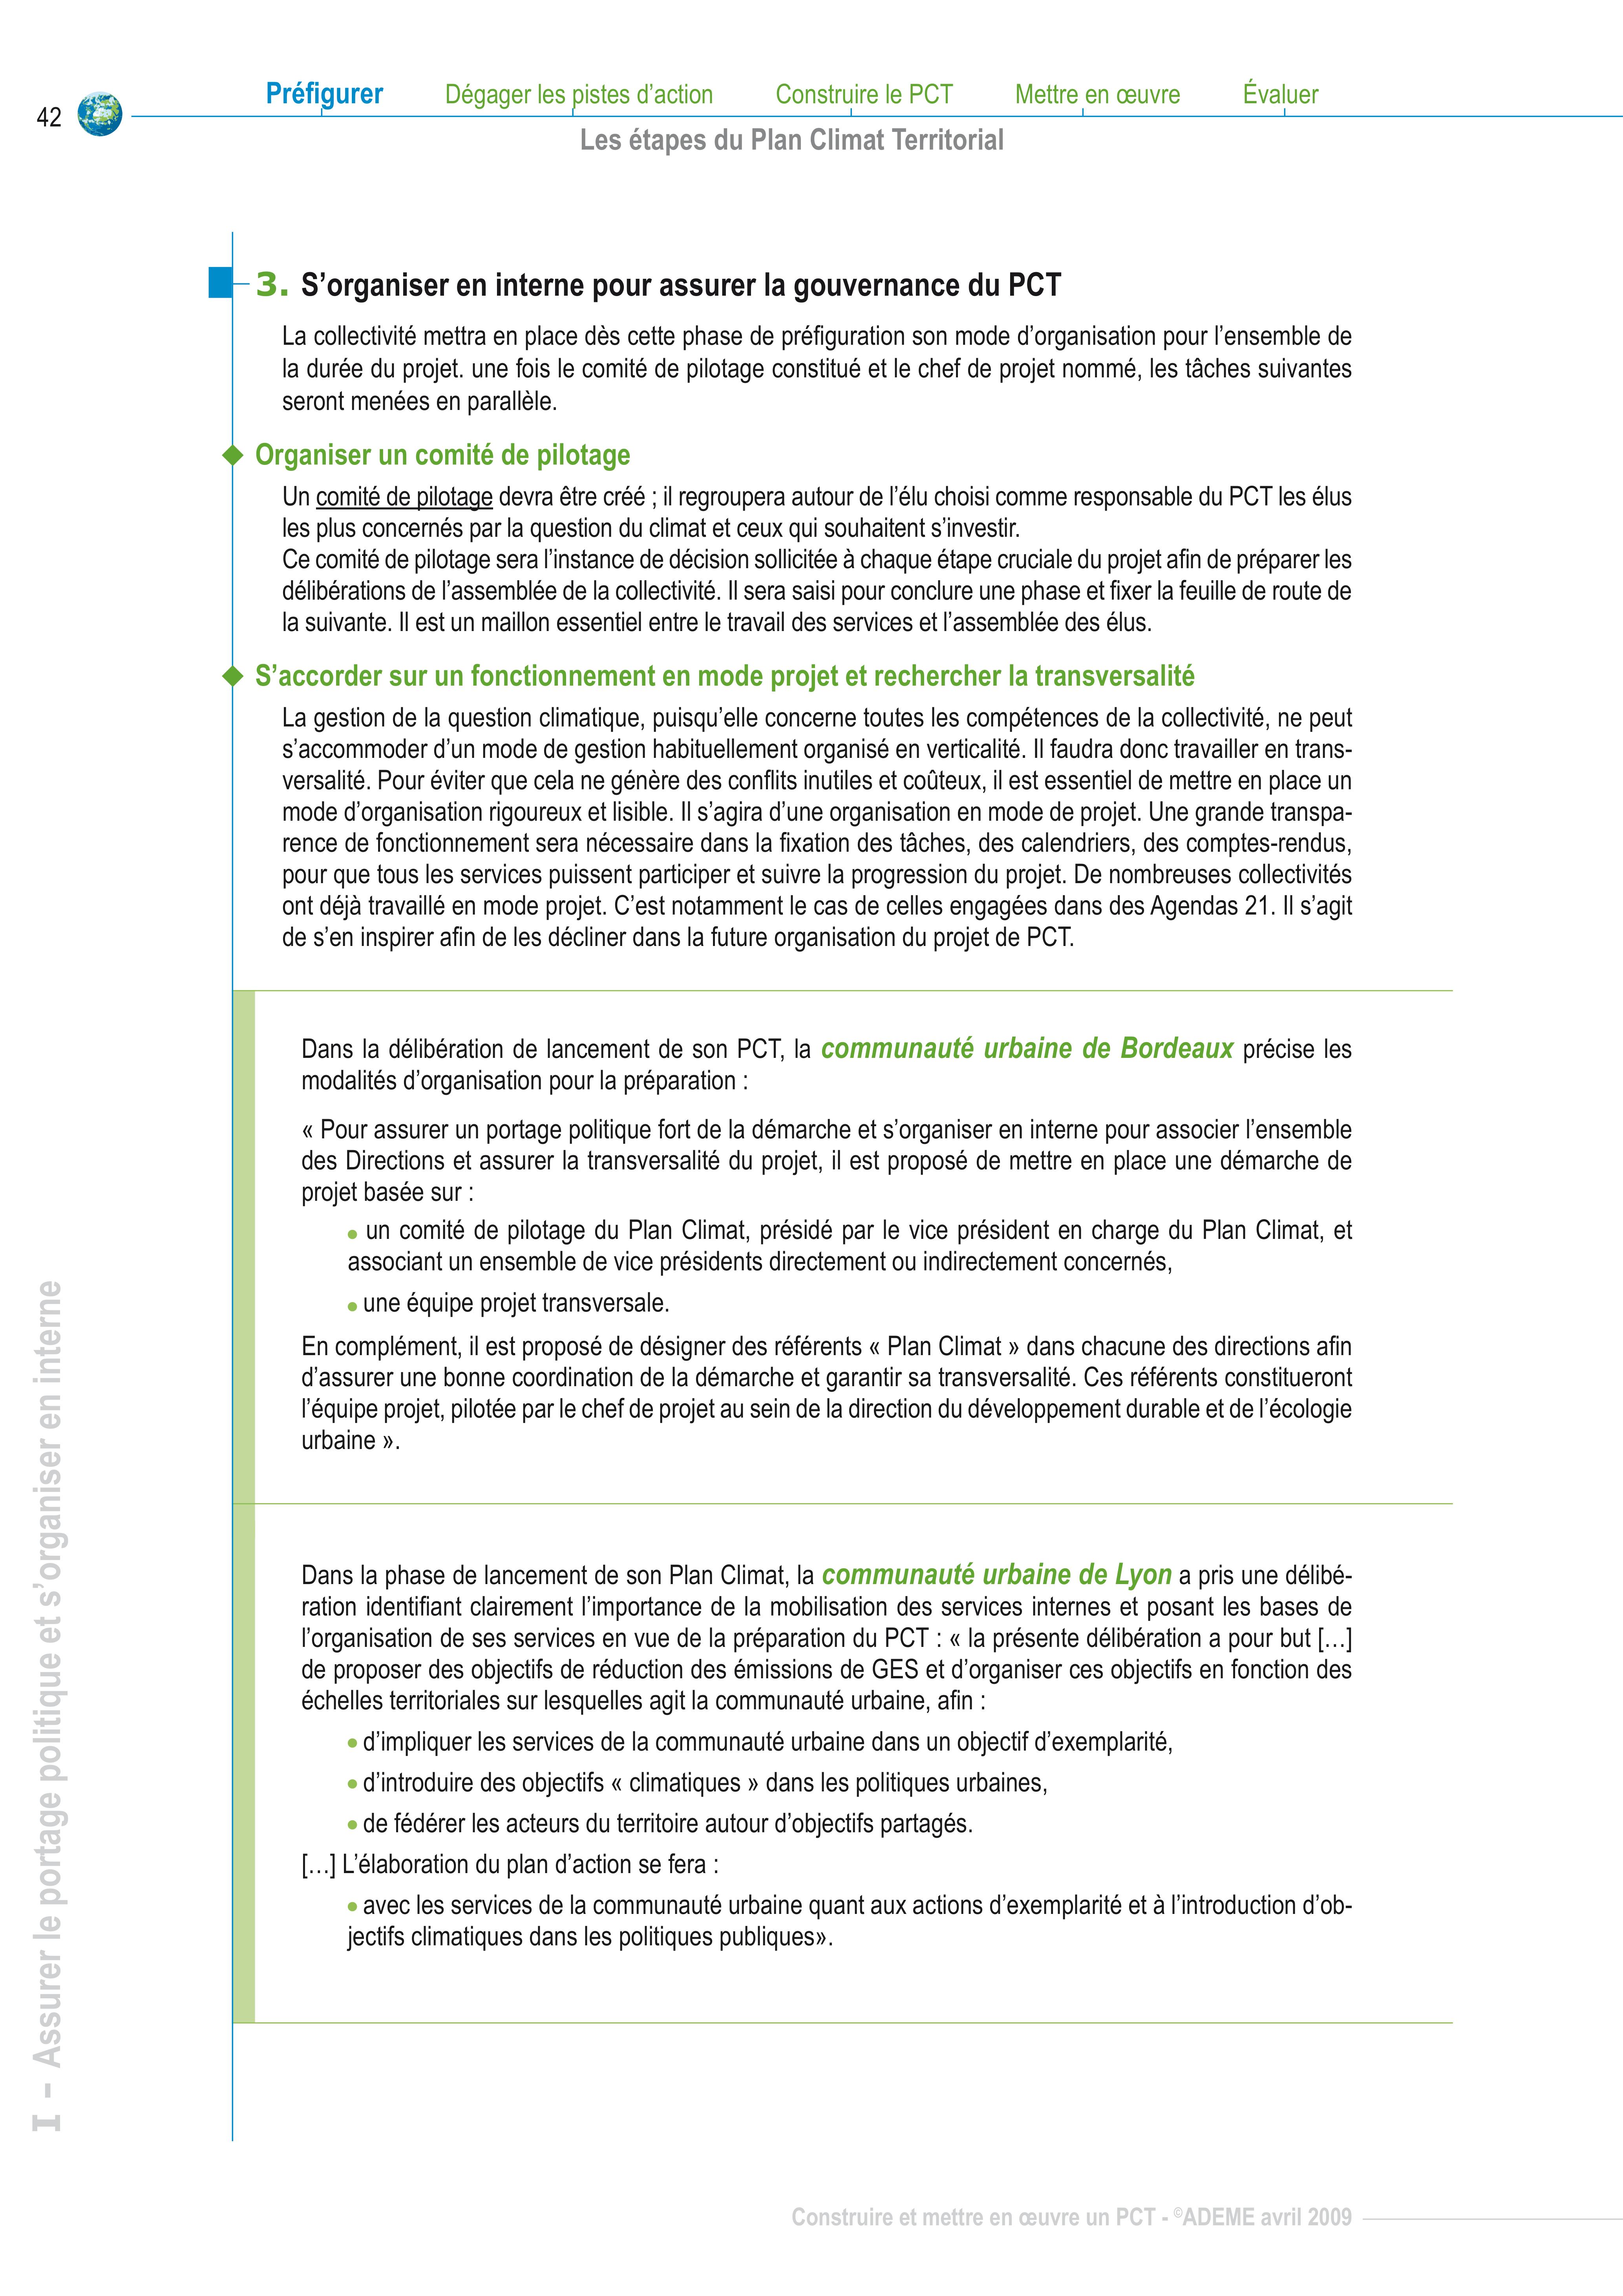 42
Préfigurer Dégager les pistes d’action Construire le PCT Mettre en œuvre Évaluer
Les étapes du Plan Climat Territorial
3. S’organiser en interne pour assurer la gouvernance du PCT
La collectivité mettra en place dès cette phase de préfiguration son mode d’organisation pour l’ensemble de
la durée du projet. une fois le comité de pilotage constitué et le chef de projet nommé, les tâches suivantes
seront menées en parallèle.
Organiser un comité de pilotage
Un comité de pilotage devra être créé ; il regroupera autour de l’élu choisi comme responsable du PCT les élus
les plus concernés par la question du climat et ceux qui souhaitent s’investir.
Ce comité de pilotage sera l’instance de décision sollicitée à chaque étape cruciale du projet afin de préparer les
délibérations de l’assemblée de la collectivité. Il sera saisi pour conclure une phase et fixer la feuille de route de
la suivante. Il est un maillon essentiel entre le travail des services et l’assemblée des élus.
S’accorder sur un fonctionnement en mode projet et rechercher la transversalité
La gestion de la question climatique, puisqu’elle concerne toutes les compétences de la collectivité, ne peut
s’accommoder d’un mode de gestion habituellement organisé en verticalité. Il faudra donc travailler en trans-
versalité. Pour éviter que cela ne génère des conflits inutiles et coûteux, il est essentiel de mettre en place un
mode d’organisation rigoureux et lisible. Il s’agira d’une organisation en mode de projet. Une grande transpa-
rence de fonctionnement sera nécessaire dans la fixation des tâches, des calendriers, des comptes-rendus,
pour que tous les services puissent participer et suivre la progression du projet. De nombreuses collectivités
ont déjà travaillé en mode projet. C’est notamment le cas de celles engagées dans des Agendas 21. Il s’agit
de s’en inspirer afin de les décliner dans la future organisation du projet de PCT.
Dans la délibération de lancement de son PCT, la communauté urbaine de Bordeaux précise les
modalités d’organisation pour la préparation :
« Pour assurer un portage politique fort de la démarche et s’organiser en interne pour associer l’ensemble
des Directions et assurer la transversalité du projet, il est proposé de mettre en place une démarche de
projet basée sur :
● un comité de pilotage du Plan Climat, présidé par le vice président en charge du Plan Climat, et
associant un ensemble de vice présidents directement ou indirectement concernés,
● une équipe projet transversale.
En complément, il est proposé de désigner des référents « Plan Climat » dans chacune des directions afin
d’assurer une bonne coordination de la démarche et garantir sa transversalité. Ces référents constitueront
l’équipe projet, pilotée par le chef de projet au sein de la direction du développement durable et de l’écologie
urbaine ».
Dans la phase de lancement de son Plan Climat, la communauté urbaine de Lyon a pris une délibé-
ration identifiant clairement l’importance de la mobilisation des services internes et posant les bases de
l’organisation de ses services en vue de la préparation du PCT : « la présente délibération a pour but […]
de proposer des objectifs de réduction des émissions de GES et d’organiser ces objectifs en fonction des
échelles territoriales sur lesquelles agit la communauté urbaine, afin :
● d’impliquer les services de la communauté urbaine dans un objectif d’exemplarité,
● d’introduire des objectifs « climatiques » dans les politiques urbaines,
● de fédérer les acteurs du territoire autour d’objectifs partagés.
[…] L’élaboration du plan d’action se fera :
● avec les services de la communauté urbaine quant aux actions d’exemplarité et à l’introduction d’ob-
jectifs climatiques dans les politiques publiques».
I - Assurer le portage politique et s’organiser en interne
Construire et mettre en œuvre un PCT - ©ADEME avril 2009